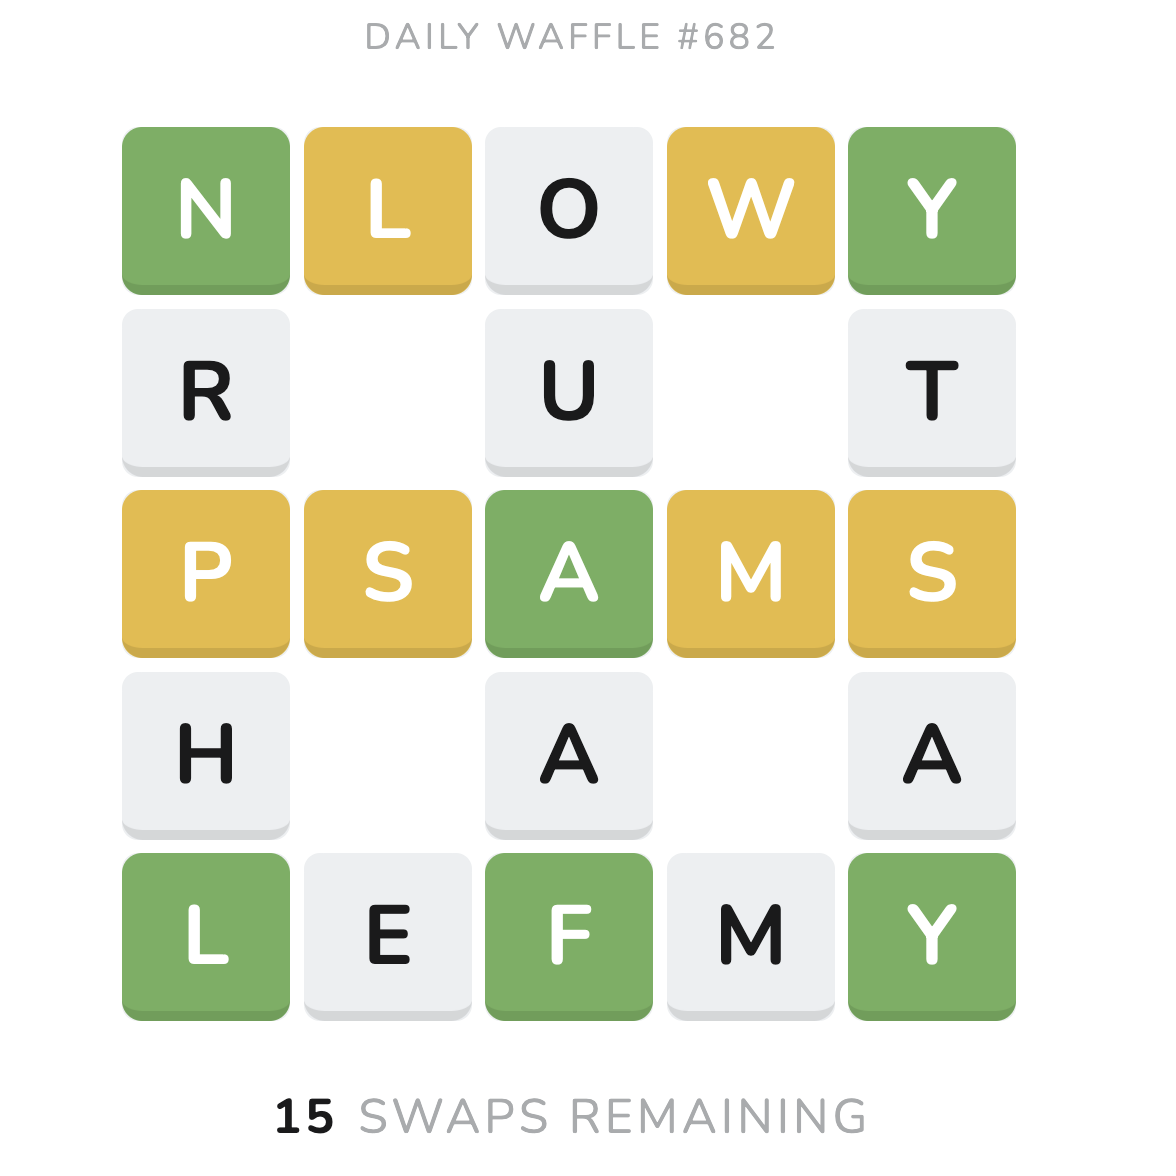 DAILY WAFFLE #682
N L O W Y
R U T
P S A M S
H A A
L E F M Y
15 SWAPS REMAINING